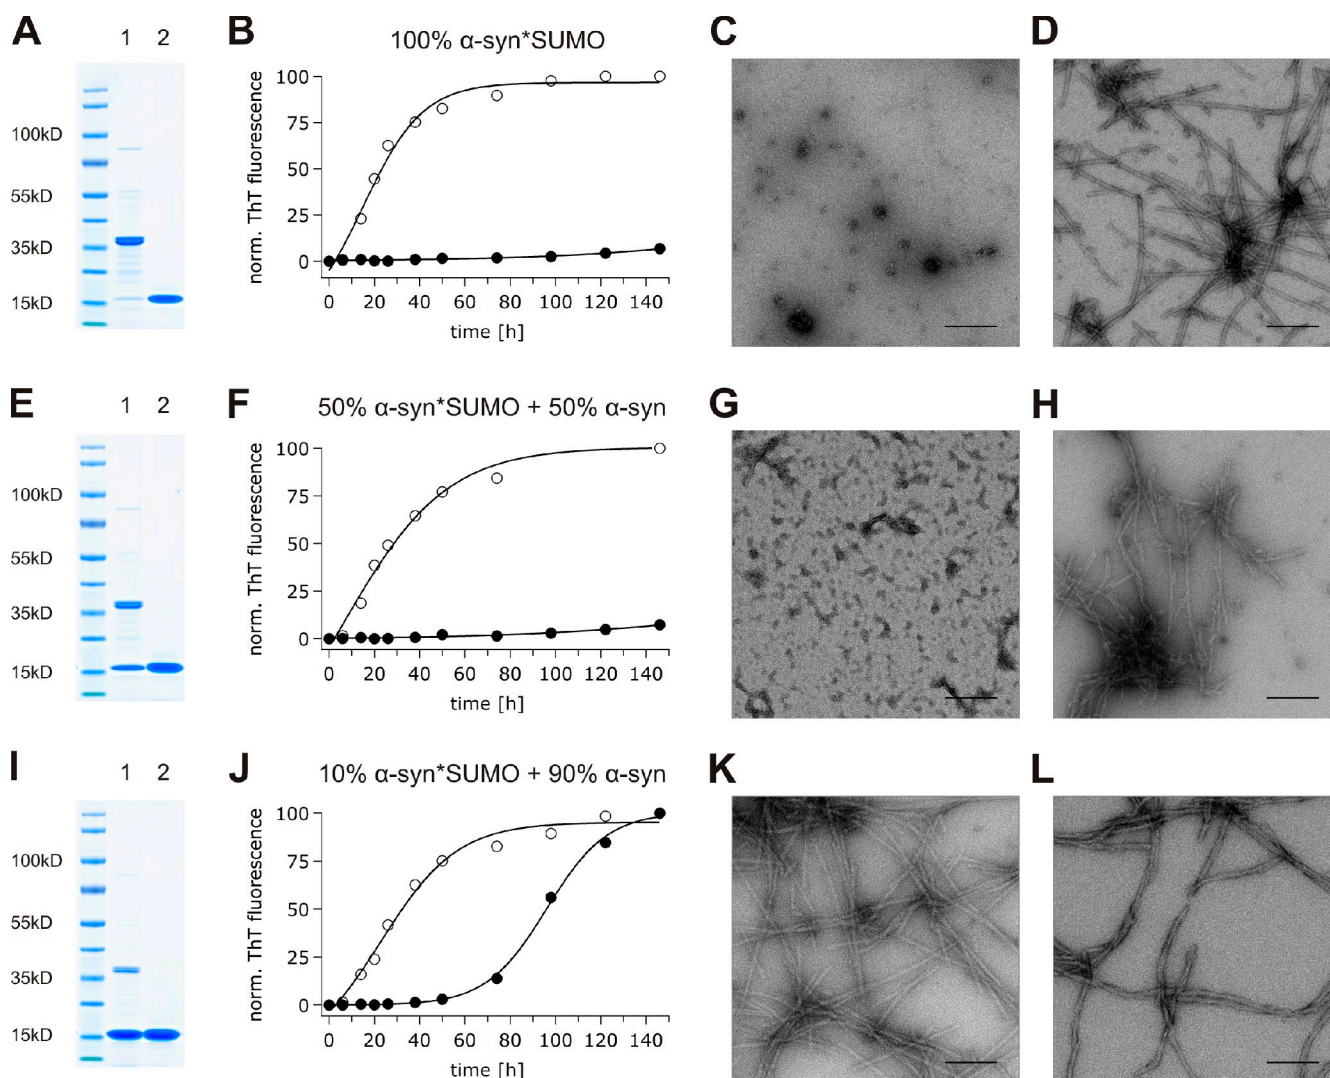 A 1 2
100kD
55kD
35kD
15kD
B 100% α-syn*SUMO
norm. ThT fluorescence
100
75
50
25
0
0 20 40 60 80 100 120 140
time [h]
C
D
E 1 2
100kD
55kD
35kD
15kD
F 50% α-syn*SUMO + 50% α-syn
norm. ThT fluorescence
100
75
50
25
0
0 20 40 60 80 100 120 140
time [h]
G
H
I 1 2
100kD
55kD
35kD
15kD
J 10% α-syn*SUMO + 90% α-syn
norm. ThT fluorescence
100
75
50
25
0
0 20 40 60 80 100 120 140
time [h]
K
L